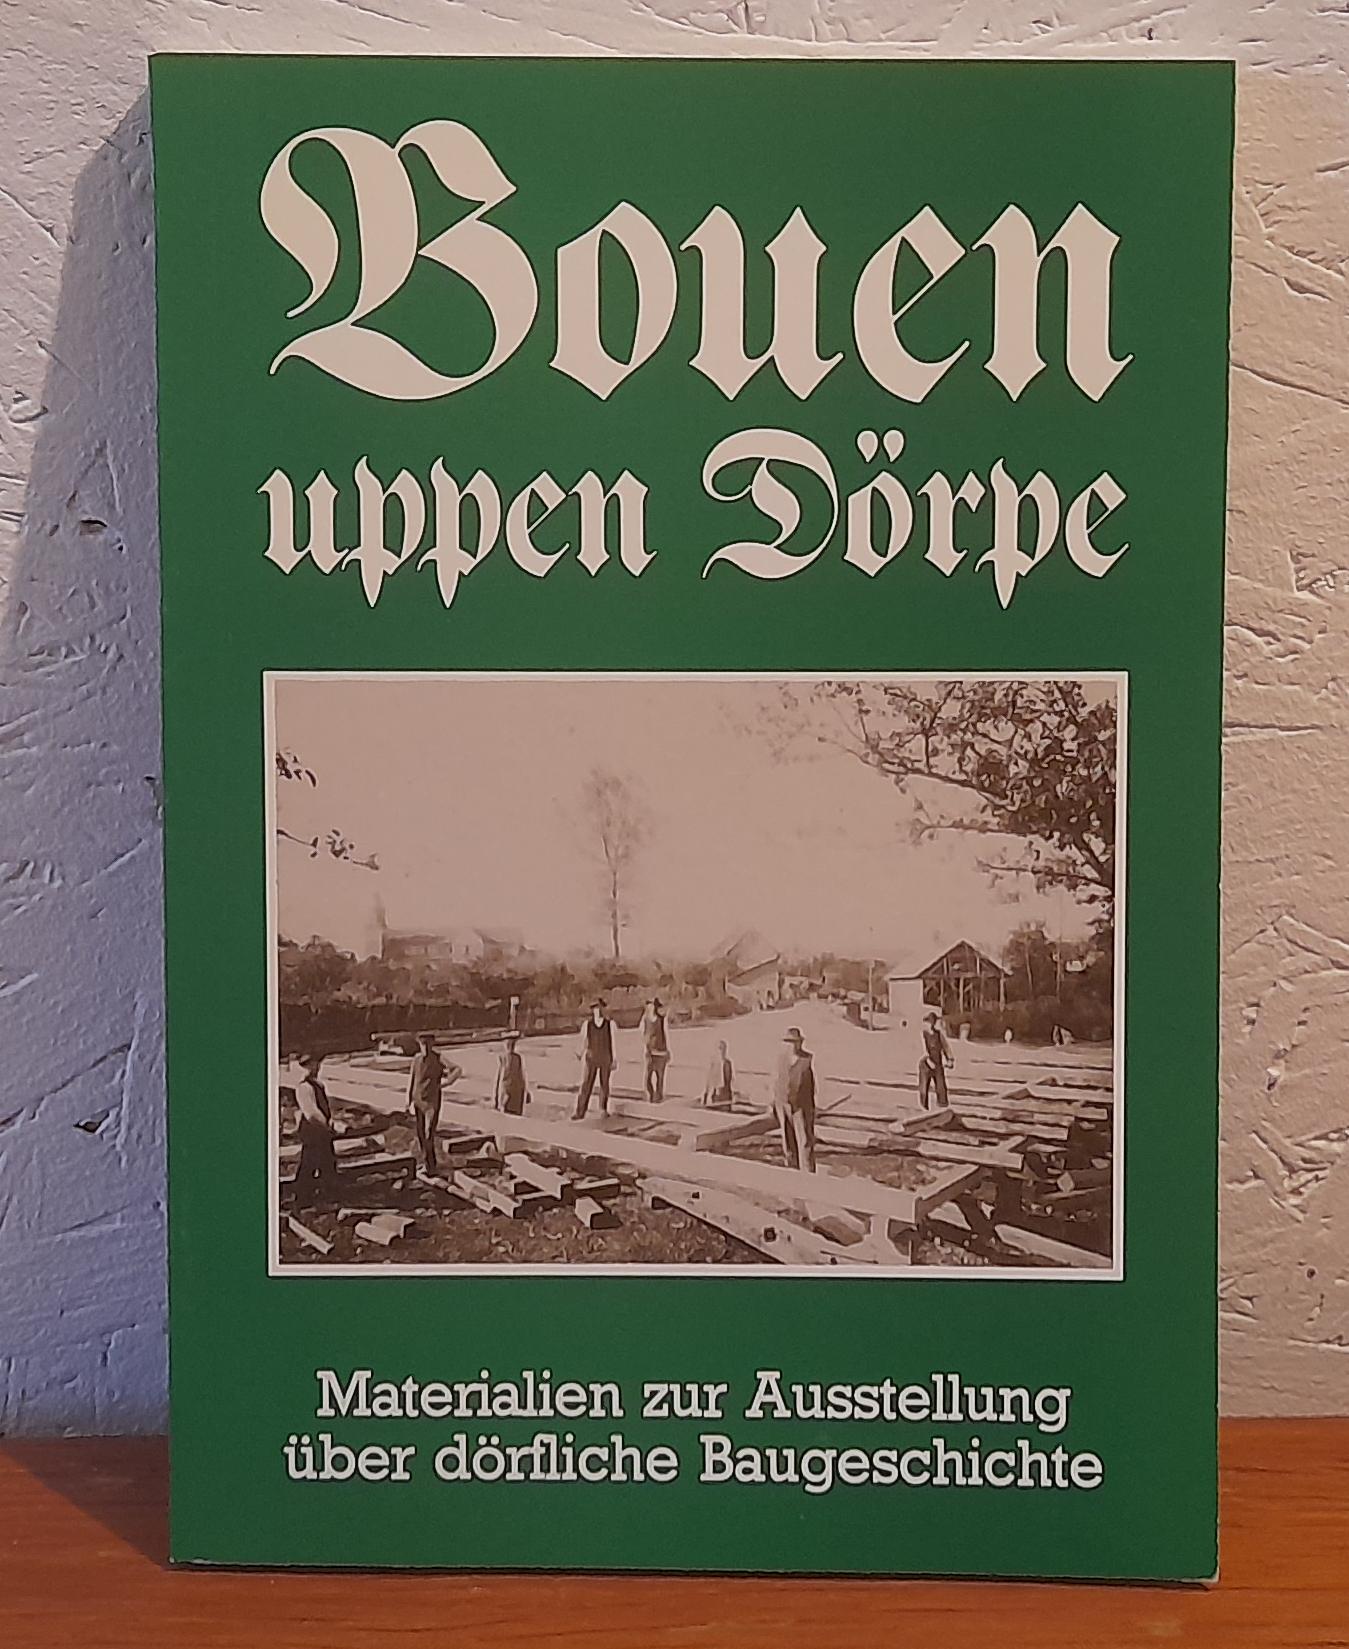 Bouen
uppen Dörpe
Materialien zur Ausstellung
über dörfliche Baugeschichte